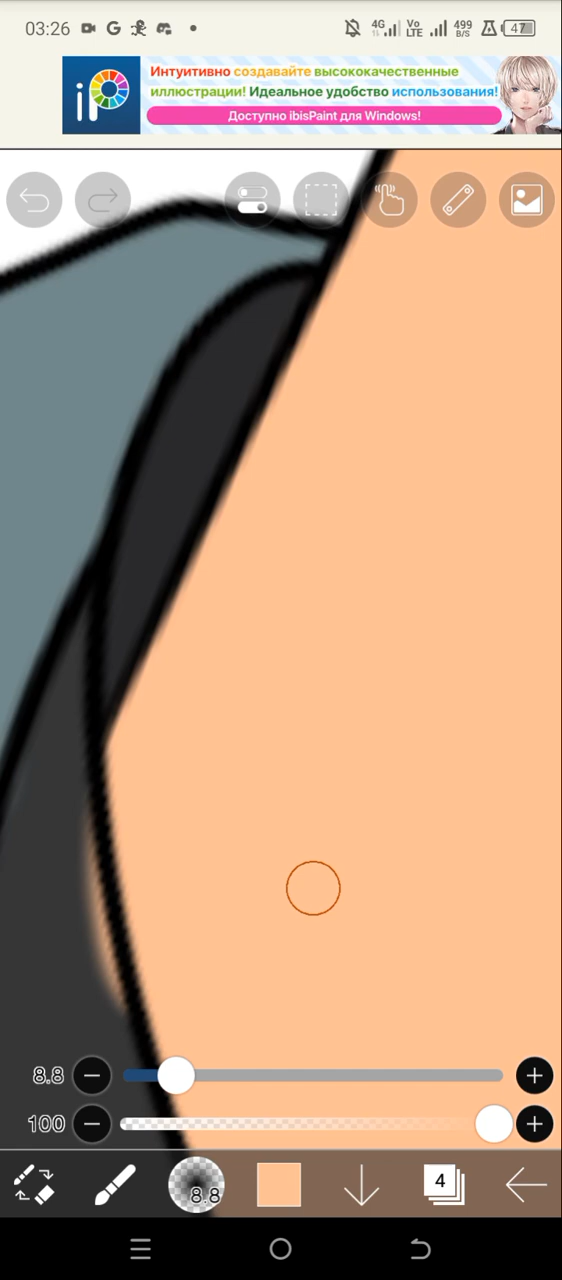 03:26
G
4G
Vo
LTE
499
B/S
47
iP
Интуитивно создавайте высококачественные
иллюстрации! Идеальное удобство использования!
Доступно ibisPaint для Windows!
8.8
100
8.8
4